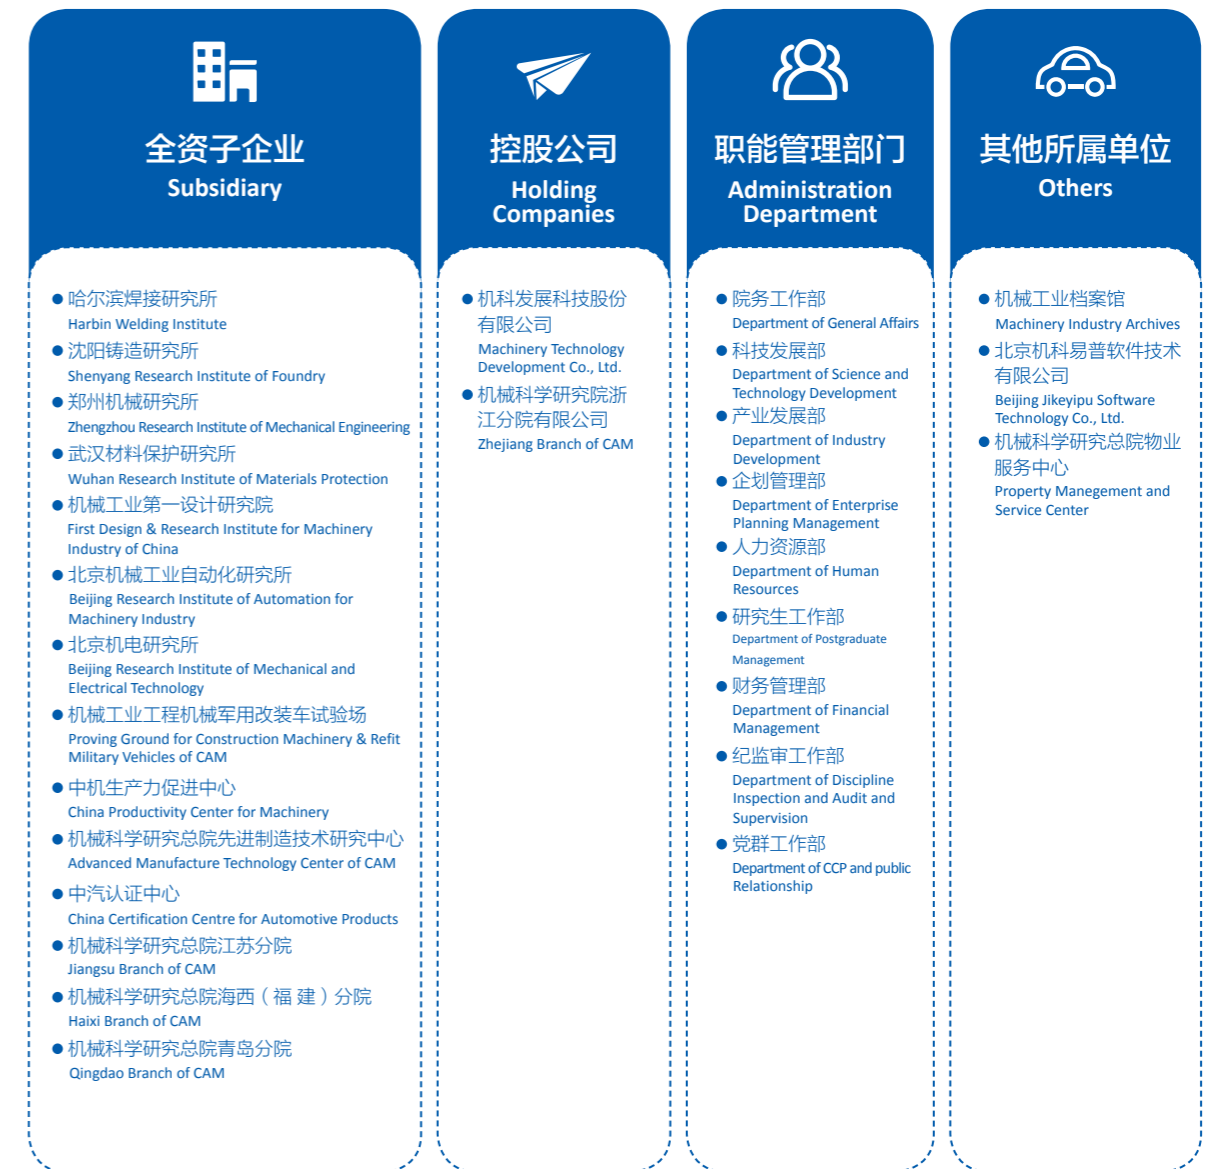 全资子企业
Subsidiary
哈尔滨焊接研究所
Harbin Welding Institute
沈阳铸造研究所
Shenyang Research Institute of Foundry
郑州机械研究所
Zhengzhou Research Institute of Mechanical Engineering
武汉材料保护研究所
Wuhan Research Institute of Materials Protection
机械工业第一设计研究院
First Design & Research Institute for Machinery
Industry of China
北京机械工业自动化研究所
Beijing Research Institute of Automation for
Machinery Industry
北京机电研究所
Beijing Research Institute of Mechanical and
Electrical Technology
机械工业工程机械军用改装车试验场
Proving Ground for Construction Machinery & Refit
Military Vehicles of CAM
中机生产力促进中心
China Productivity Center for Machinery
机械科学研究总院先进制造技术研究中心
Advanced Manufacture Technology Center of CAM
中汽认证中心
China Certification Centre for Automotive Products
机械科学研究总院江苏分院
Jiangsu Branch of CAM
机械科学研究总院海西（福 建）分院
Haixi Branch of CAM
机械科学研究总院青岛分院
Qingdao Branch of CAM
控股公司
Holding
Companies
机科发展科技股份
有限公司
Machinery Technology
Development Co., Ltd.
机械科学研究院浙
江分院有限公司
Zhejiang Branch of CAM
职能管理部门
Administration
Department
院务工作部
Department of General Affairs
科技发展部
Department of Science and
Technology Development
产业发展部
Department of Industry
Development
企划管理部
Department of Enterprise
Planning Management
人力资源部
Department of Human
Resources
研究生工作部
Department of Postgraduate
Management
财务管理部
Department of Financial
Management
纪监审工作部
Department of Discipline
Inspection and Audit and
Supervision
党群工作部
Department of CCP and public
Relationship
其他所属单位
Others
机械工业档案馆
Machinery Industry Archives
北京机科易普软件技术
有限公司
Beijing Jikeyipu Software
Technology Co., Ltd.
机械科学研究总院物业
服务中心
Property Manegement and
Service Center